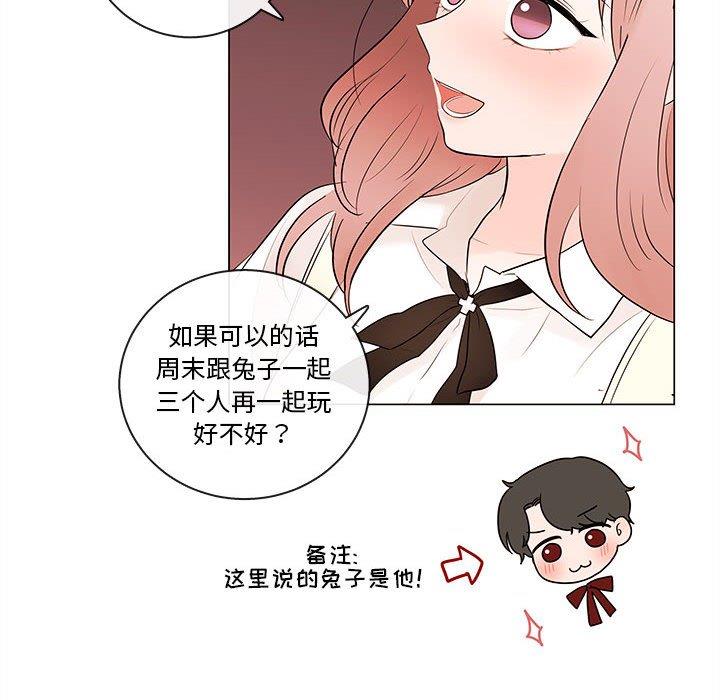 如果可以的话
周末跟兔子一起
三个人再一起玩
好不好？
备注:
这里说的兔子是他!